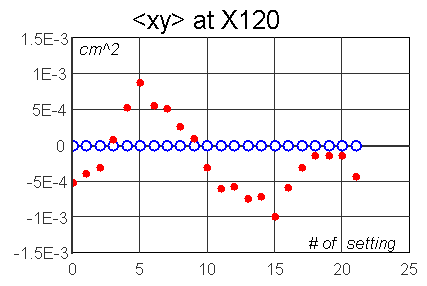 <xy> at X120
1.5E-3
cm^2
1E-3
5E-4
0
-5E-4
-1E-3
# of setting
-1.5E-3
0 5 10 15 20 25